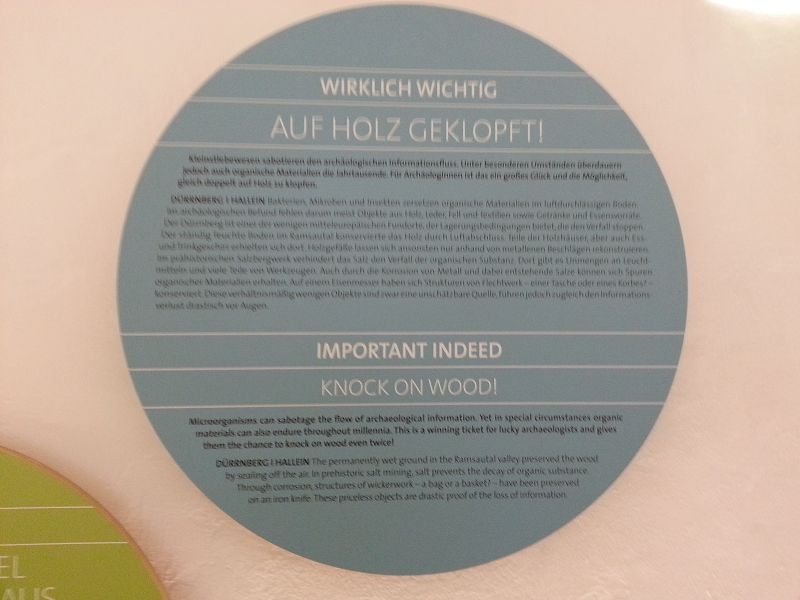 WIRKLICH WICHTIG
AUF HOLZ GEKLOPFT!
Kleinstlebewesen sabotieren den archäologischen Informationsfluss. Unter besonderen Umständen überdauern
jedoch auch organische Materialien die Jahrtausende. Für ArchäologInnen ist das ein großes Glück und die Möglichkeit,
gleich doppelt auf Holz zu klopfen.
DÜRRNBERG I HALLEIN Bakterien, Mikroben und Insekten zersetzen organische Materialien im luftdurchlässigen Boden.
Im archäologischen Befund fehlen darum meist Objekte aus Holz, Leder, Fell und Textilien sowie Getränke und Essensvorräte.
Der Dürrnberg ist einer der wenigen mitteleuropäischen Fundorte, der Lagerungsbedingungen bietet, die den Verfall stoppen.
Der ständig feuchte Boden im Ramsautal konservierte das Holz durch Luftabschluss. Teile der Holzhäuser, aber auch Ess-
und Trinkgeschirr erhielten sich dort. Holzgefäße lassen sich ansonsten nur anhand von metallenen Beschlägen rekonstruieren.
Im prähistorischen Salzbergwerk verhindert das Salz den Verfall der organischen Substanz. Dort gibt es Unmengen an Leucht-
mitteln und viele Teile von Werkzeugen. Auch durch die Korrosion von Metall und dabei entstehende Salze können sich Spuren
organischer Materialien erhalten. Auf einem Eisenmesser haben sich Strukturen von Flechtwerk – einer Tasche oder eines Korbes? –
konserviert. Diese verhältnismäßig wenigen Objekte sind zwar eine unschätzbare Quelle, führen jedoch zugleich den Informations
verlust drastisch vor Augen.
IMPORTANT INDEED
KNOCK ON WOOD!
Microorganisms can sabotage the flow of archaeological information. Yet in special circumstances organic
materials can also endure throughout millennia. This is a winning ticket for lucky archaeologists and gives
them the chance to knock on wood even twice!
DÜRRNBERG I HALLEIN The permanently wet ground in the Ramsautal valley preserved the wood
by sealing off the air. In prehistoric salt mining, salt prevents the decay of organic substance.
Through corrosion, structures of wickerwork – a bag or a basket? – have been preserved
on an iron knife. These priceless objects are drastic proof of the loss of information.
EL
AUS